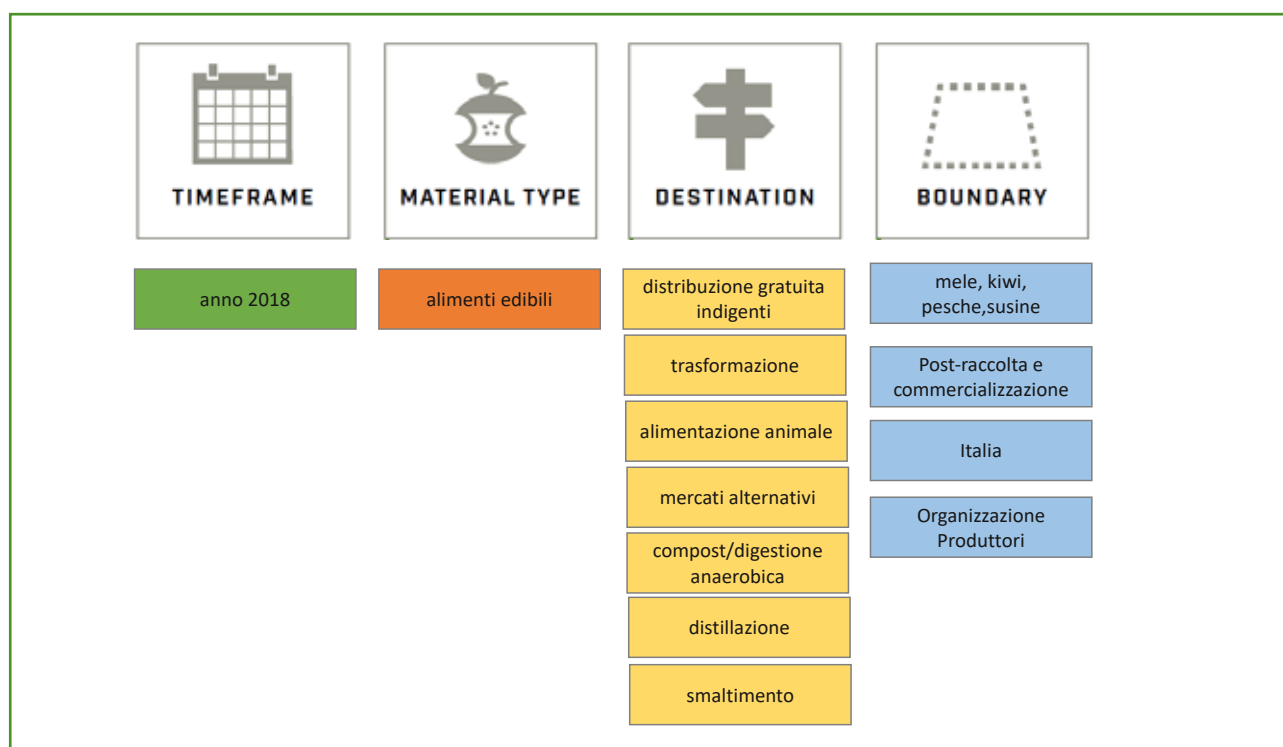 TIMEFRAME
anno 2018
MATERIAL TYPE
alimenti edibili
DESTINATION
distribuzione gratuita
indigenti
trasformazione
alimentazione animale
mercati alternativi
compost/digestione
anaerobica
distillazione
smaltimento
BOUNDARY
mele, kiwi,
pesche,susine
Post-raccolta e
commercializzazione
Italia
Organizzazione
Produttori